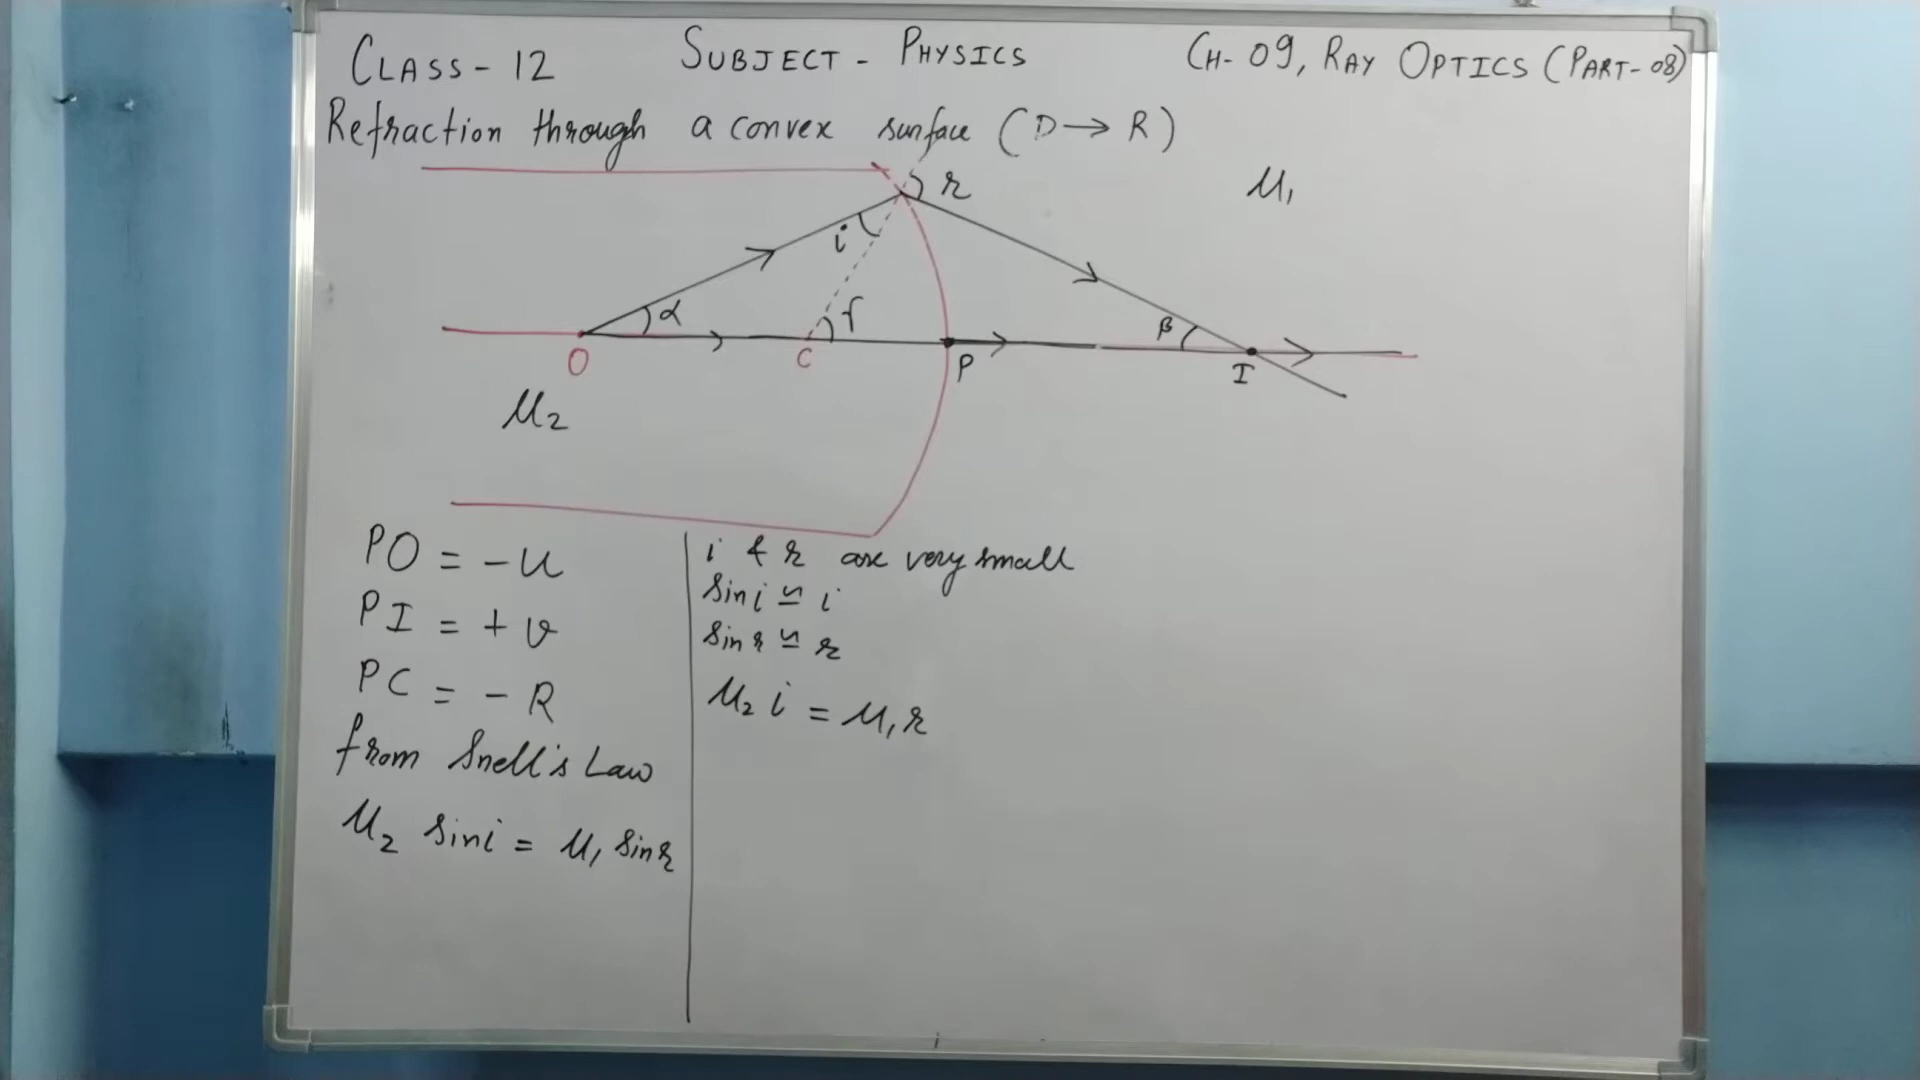 CLASS - 12 SUBJECT - PHYSICS CH- 09, RAY OPTICS (PART- 08)
Refraction through a convex surface (D → R)
r
μ₁
i
α
γ
β
O
C
P
I
μ₂
PO = - u
PI = + v
PC = - R
from Snell's Law
μ₂ sin i = μ₁ sin r
i & r are very small
sin i ≃ i
sin r ≃ r
μ₂ i = μ₁ r